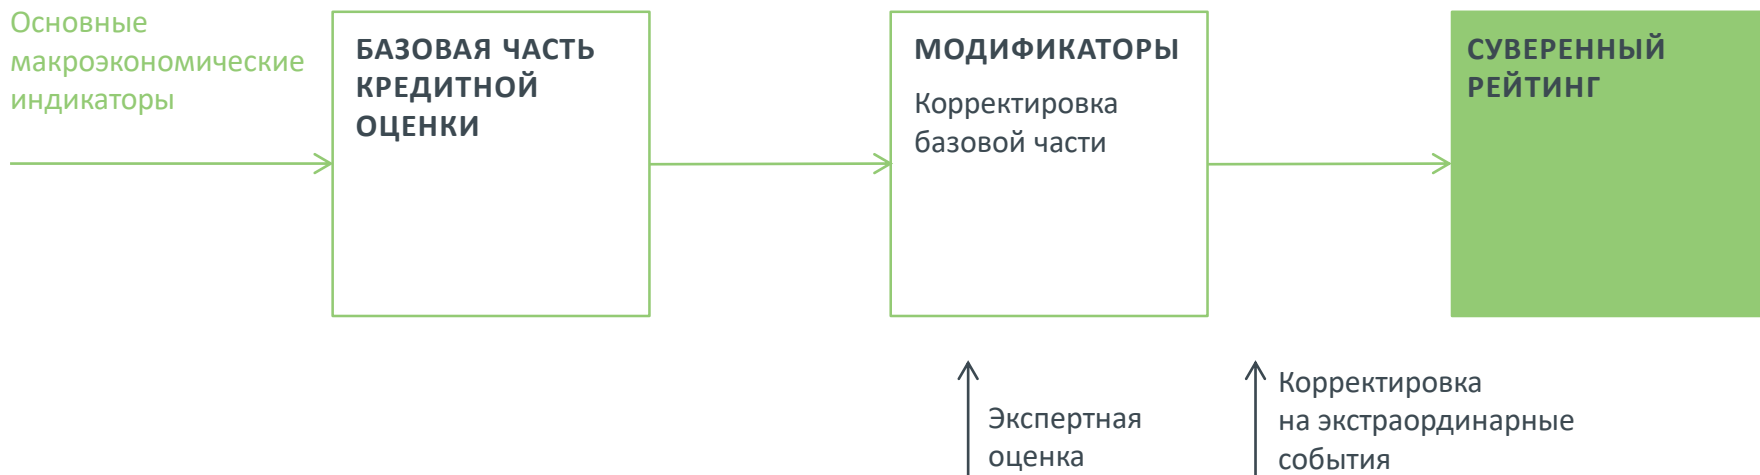 Основные
макроэкономические
индикаторы
БАЗОВАЯ ЧАСТЬ
КРЕДИТНОЙ
ОЦЕНКИ
МОДИФИКАТОРЫ
Корректировка
базовой части
СУВЕРЕННЫЙ
РЕЙТИНГ
Экспертная
оценка
Корректировка
на экстраординарные
события